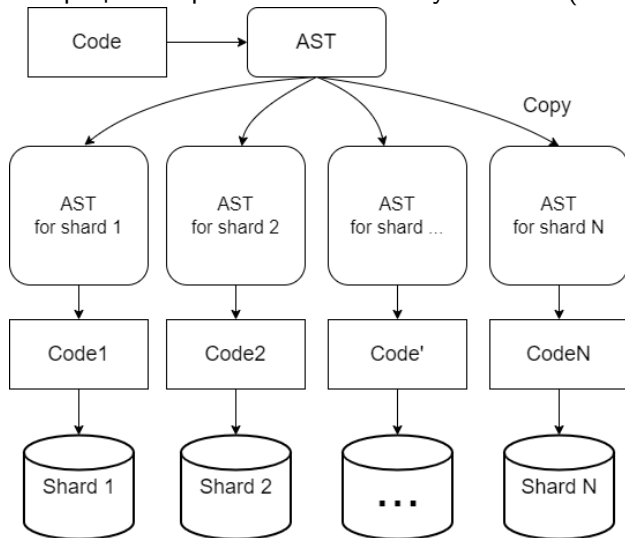 Code
AST
Copy
AST
for shard 1
AST
for shard 2
AST
for shard ...
AST
for shard N
Code1
Code2
Code'
CodeN
Shard 1
Shard 2
...
Shard N